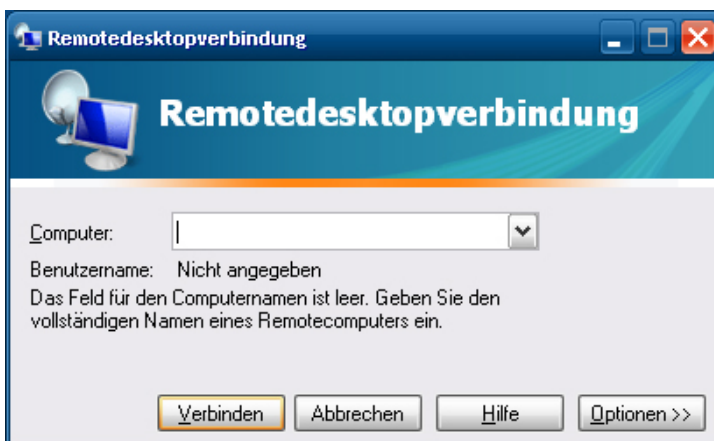 Remotedesktopverbindung
Remotedesktopverbindung
Computer:
Benutzername: Nicht angegeben
Das Feld für den Computernamen ist leer. Geben Sie den
vollständigen Namen eines Remotecomputers ein.
Verbinden Abbrechen Hilfe Optionen >>